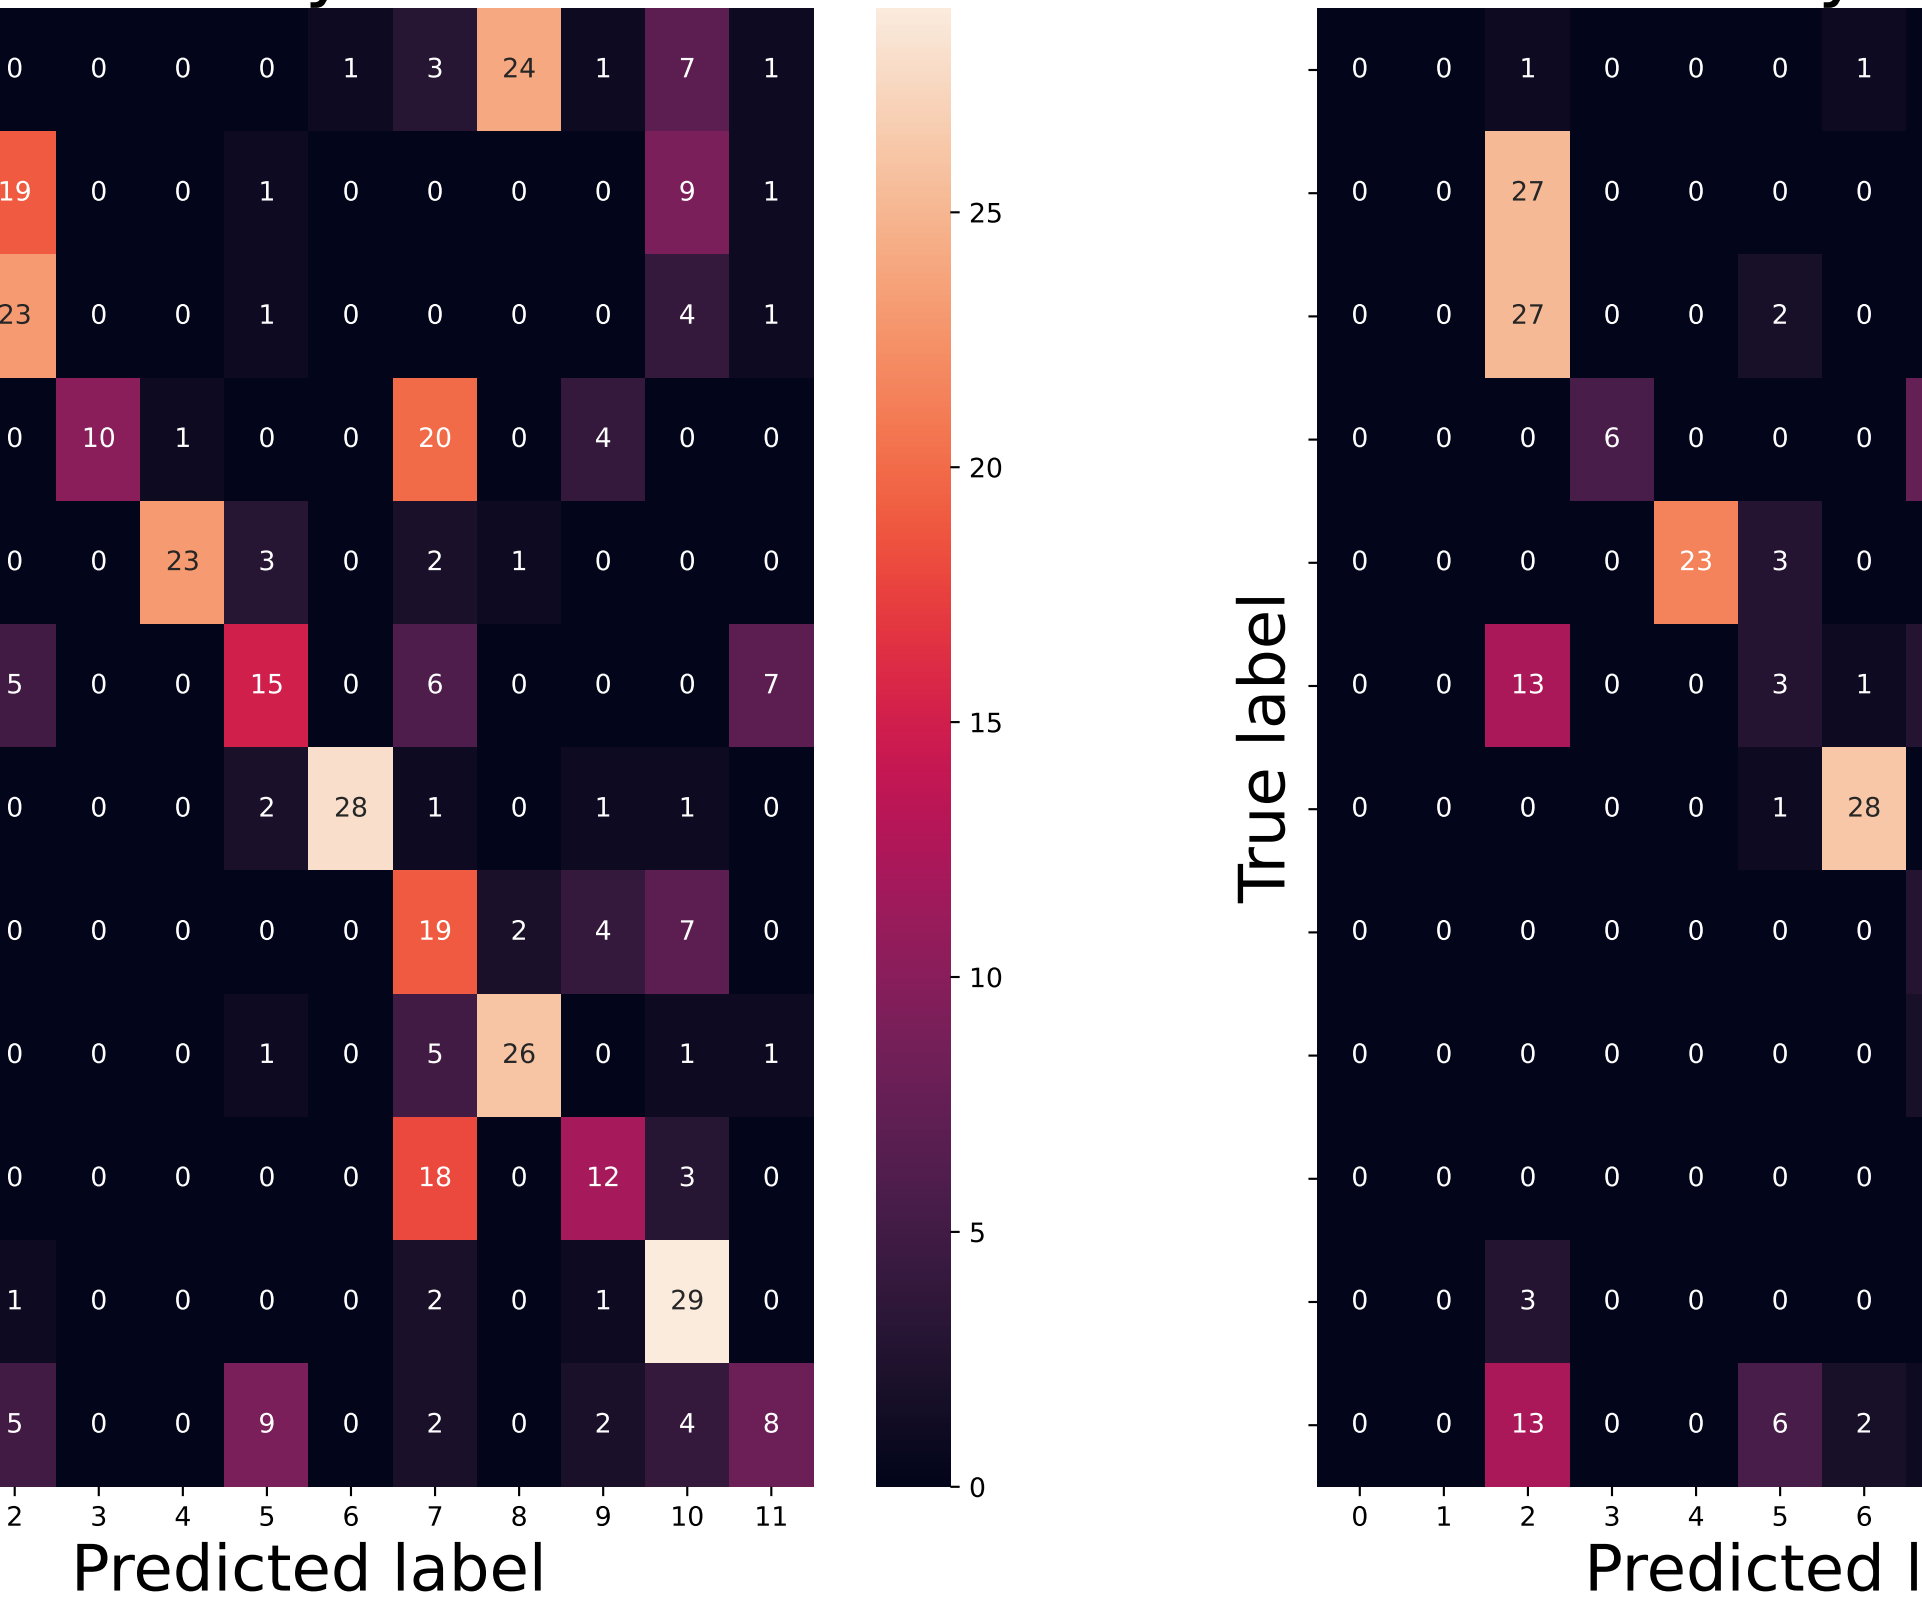 0 0 0 0 1 3 24 1 7 1
19 0 0 1 0 0 0 0 9 1
23 0 0 1 0 0 0 0 4 1
0 10 1 0 0 20 0 4 0 0
0 0 23 3 0 2 1 0 0 0
5 0 0 15 0 6 0 0 0 7
0 0 0 2 28 1 0 1 1 0
0 0 0 0 0 19 2 4 7 0
0 0 0 1 0 5 26 0 1 1
0 0 0 0 0 18 0 12 3 0
1 0 0 0 0 2 0 1 29 0
5 0 0 9 0 2 0 2 4 8
2 3 4 5 6 7 8 9 10 11
Predicted label
25
20
15
10
5
0
True label
0 0 1 0 0 0 1
0 0 27 0 0 0 0
0 0 27 0 0 2 0
0 0 0 6 0 0 0
0 0 0 0 23 3 0
0 0 13 0 0 3 1
0 0 0 0 0 1 28
0 0 0 0 0 0 0
0 0 0 0 0 0 0
0 0 0 0 0 0 0
0 0 3 0 0 0 0
0 0 13 0 0 6 2
0 1 2 3 4 5 6
Predicted l